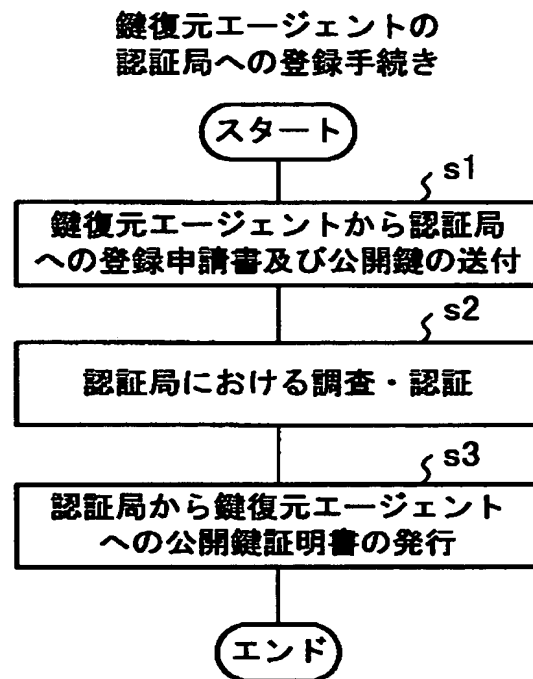 鍵復元エージェントの
認証局への登録手続き
スタート
s1
鍵復元エージェントから認証局
への登録申請書及び公開鍵の送付
s2
認証局における調査・認証
s3
認証局から鍵復元エージェント
への公開鍵証明書の発行
エンド